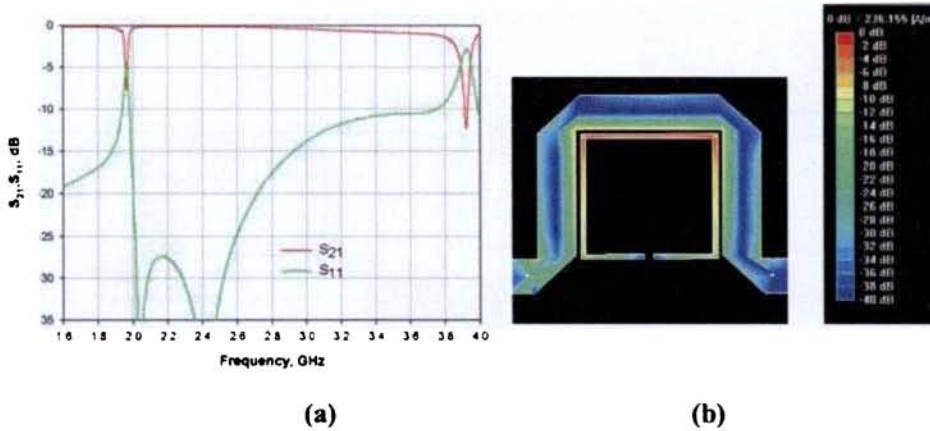 0
-5
-10
-15
-20
-25
30
35
S21,S11, dB
S21
S11
16 18 20 22 24 26 28 30 32 34 36 38 40
Frequency, GHz
(a)
0 dB
0 dB
2 dB
-4 dB
-6 dB
8 dB
-10 dB
-12 dB
14 dB
-16 dB
-18 dB
-20 dB
22 dB
24 dB
26 dB
-28 dB
-30 dB
-32 dB
-34 dB
-36 dB
-38 dB
-40 dB
(b)